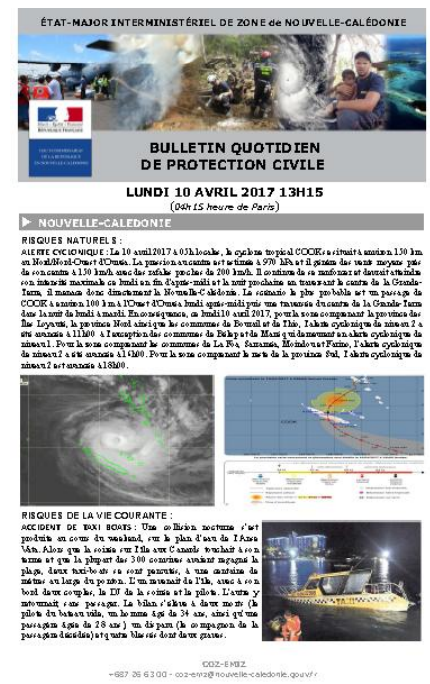 ÉTAT-MAJOR INTERMINISTÉRIEL DE ZONE de NOUVELLE-CALÉDONIE
BULLETIN QUOTIDIEN
DE PROTECTION CIVILE
LUNDI 10 AVRIL 2017 13H15
(04h15 heure de Paris)
NOUVELLE-CALEDONIE
RISQUES NATURELS :
ALERTE CYCLONIQUE : Le 10 avril 2017 à 05h locales, le cyclone tropical COOK se situait à environ 150 km
au Nord/Nord-Ouest d'Ouvéa. La pression au centre est estimée à 970 hPa et il génère des vents moyens près
de son centre à 130 km/h avec des rafales proches de 200 km/h. Il continue de se renforcer et devrait atteindre
son intensité maximale ce lundi en fin d'après-midi et la nuit prochaine en traversant le centre de la Grande-
Terre, il menace donc directement la Nouvelle-Calédonie. Le scénario le plus probable est un passage de
COOK à environ 100 km à l'Ouest d'Ouvéa lundi après-midi puis une traversée du centre de la Grande-Terre
dans la nuit de lundi à mardi. En conséquence, ce lundi 10 avril 2017, pour la zone comprenant la province des
Iles Loyauté, la province Nord ainsi que les communes de Bourail et de Thio, l'alerte cyclonique de niveau 2 a
été avancée à 11h00 à l'exception des communes de Bélep et de Maré qui demeurent en alerte cyclonique de
niveau 1. Pour la zone comprenant les communes de La Foa, Sarraméa, Moindou et Farino, l'alerte cyclonique
de niveau 2 a été avancée à 16h00. Pour la zone comprenant le reste de la province Sud, l'alerte cyclonique de
niveau 2 est avancée à 18h00.
COOK
RISQUES DE LA VIE COURANTE :
ACCIDENT DE TAXI BOATS : Une collision nocturne s'est
produite au cours du weekend, sur le plan d'eau de l'Anse
Vata. Alors que la soirée sur l'île aux Canards touchait à son
terme et que la plupart des 300 convives avaient regagné la
plage, deux taxi-boats se sont percutés, à une centaine de
mètres au large du ponton. L'un revenait de l'île, avec à son
bord deux couples, le DJ de la soirée et le pilote. L'autre y
retournait, sans passager. Le bilan s'élève à deux morts (le
pilote du bateau vide, un homme âgé de 34 ans, ainsi qu'une
passagère âgée de 28 ans) un disparu (le compagnon de la
passagère décédée) et quatre blessés dont deux graves.
COZ-EMIZ
+687 26 63 00 - coz-emiz@nouvelle-caledonie.gouv.fr